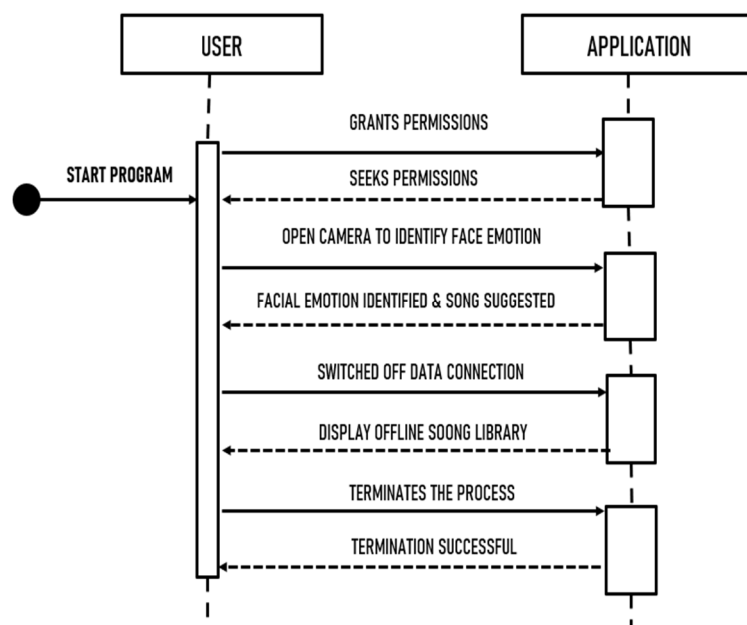 USER
APPLICATION
GRANTS PERMISSIONS
START PROGRAM
SEEKS PERMISSIONS
OPEN CAMERA TO IDENTIFY FACE EMOTION
FACIAL EMOTION IDENTIFIED & SONG SUGGESTED
SWITCHED OFF DATA CONNECTION
DISPLAY OFFLINE SOONG LIBRARY
TERMINATES THE PROCESS
TERMINATION SUCCESSFUL